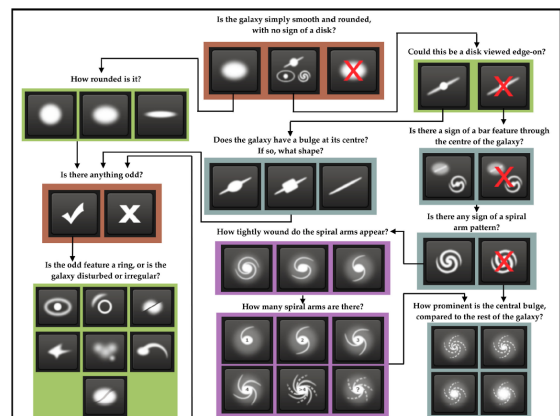 Is the galaxy simply smooth and rounded,
with no sign of a disk?
Could this be a disk viewed edge-on?
How rounded is it?
Does the galaxy have a bulge at its centre?
If so, what shape?
Is there a sign of a bar feature through
the centre of the galaxy?
Is there anything odd?
Is there any sign of a spiral
arm pattern?
How tightly wound do the spiral arms appear?
Is the odd feature a ring, or is the
galaxy disturbed or irregular?
How many spiral arms are there?
How prominent is the central bulge,
compared to the rest of the galaxy?